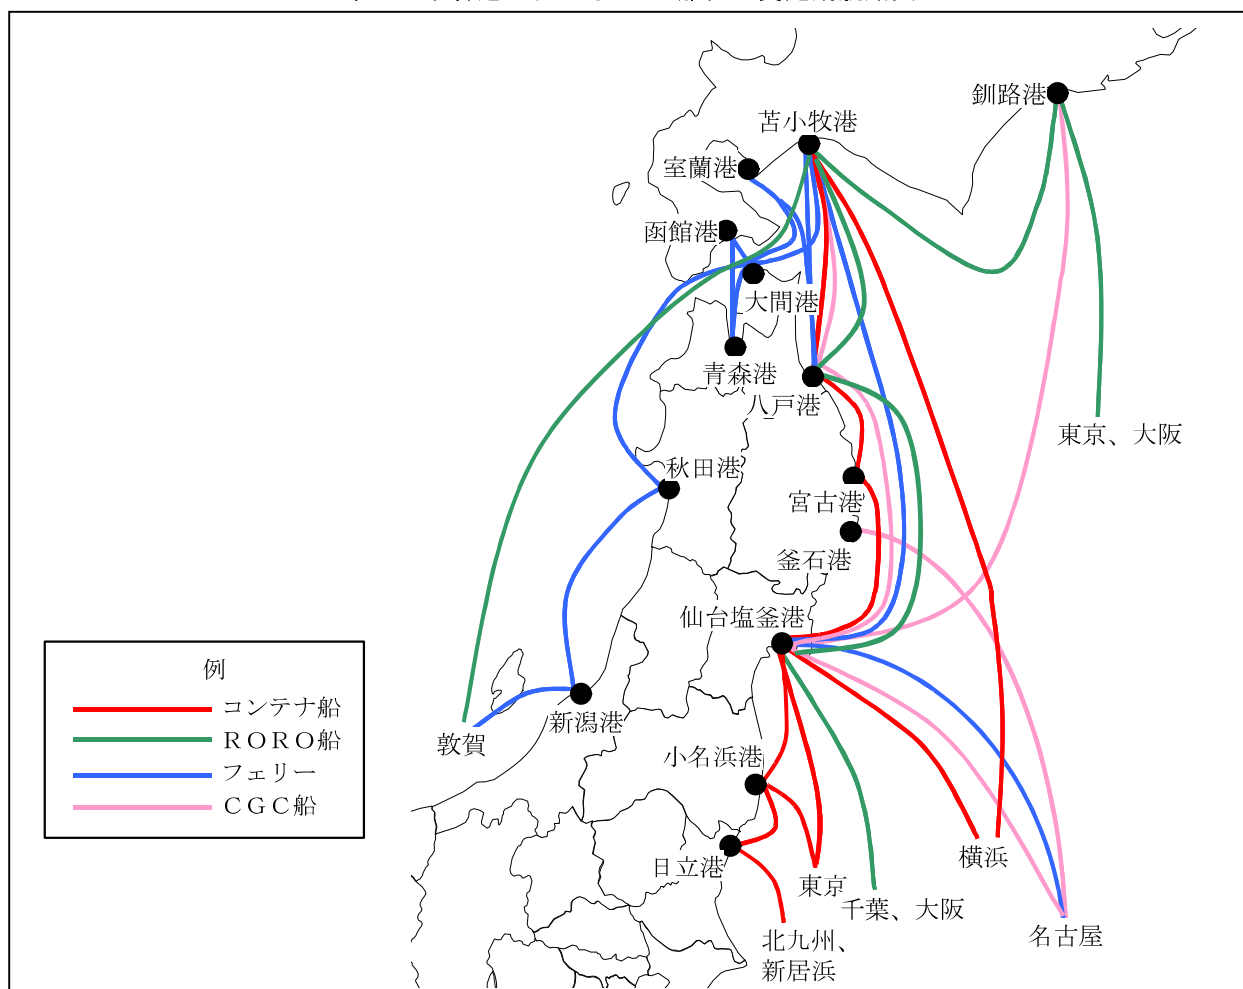 釧路港
苫小牧港
室蘭港
函館港
大間港
青森港
八戸港
東京、大阪
秋田港
宮古港
釜石港
仙台塩釜港
例
コンテナ船
ＲＯＲＯ船
フェリー
ＣＧＣ船
新潟港
敦賀
小名浜港
横浜
日立港
東京
千葉、大阪
名古屋
北九州、
新居浜